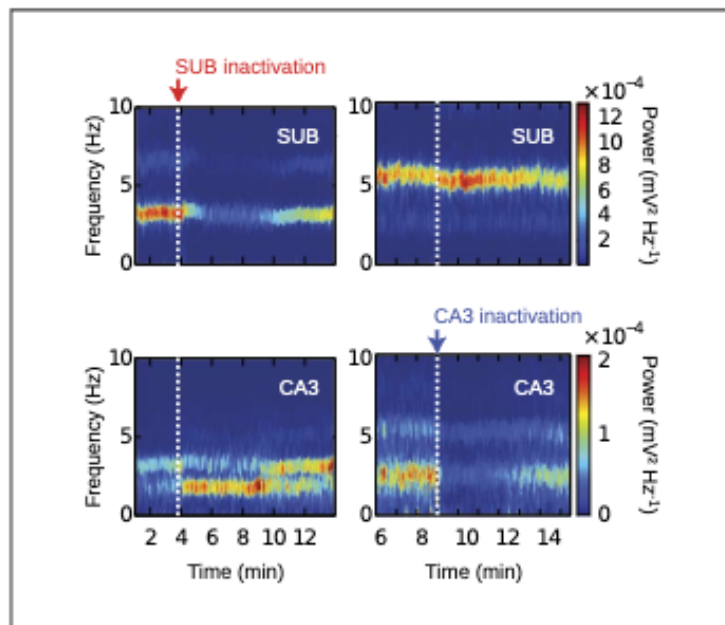 SUB inactivation
10
5
0
Frequency (Hz)
SUB
SUB
10
5
0
×10⁻⁴
12
10
8
6
4
2
Power (mV² Hz⁻¹)
CA3 inactivation
10
5
0
Frequency (Hz)
CA3
2 4 6 8 10 12
Time (min)
CA3
10
5
0
6 8 10 12 14
Time (min)
×10⁻⁴
2
1
0
Power (mV² Hz⁻¹)